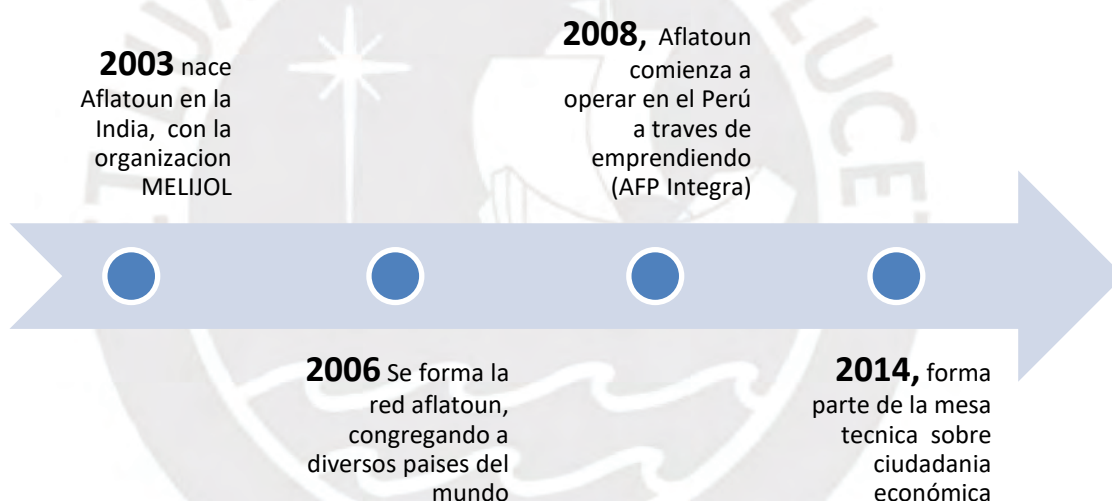 2003 nace
Aflatoun en la
India, con la
organizacion
MELIJOL
2006 Se forma la
red aflatoun,
congregando a
diversos paises del
mundo
2008, Aflatoun
comienza a
operar en el Perú
a traves de
emprendiendo
(AFP Integra)
2014, forma
parte de la mesa
tecnica sobre
ciudadania
económica